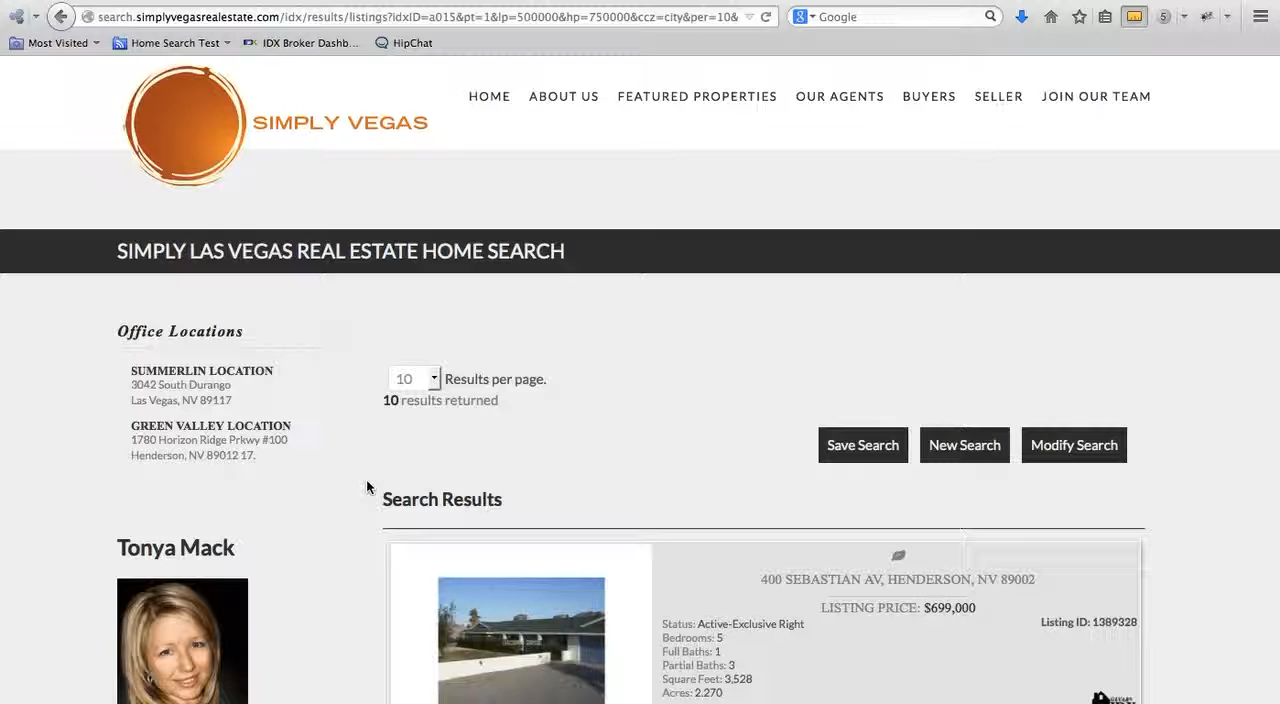 search.simplyvegasrealestate.com/idx/results/listings?idxID=a015&pt=1&lp=500000&hp=750000&ccz=city&per=10&
Google
5
Most Visited
Home Search Test
IDX Broker Dashb...
HipChat
SIMPLY VEGAS
HOME
ABOUT US
FEATURED PROPERTIES
OUR AGENTS
BUYERS
SELLER
JOIN OUR TEAM
SIMPLY LAS VEGAS REAL ESTATE HOME SEARCH
Office Locations
SUMMERLIN LOCATION
3042 South Durango
Las Vegas, NV 89117
GREEN VALLEY LOCATION
1780 Horizon Ridge Prkwy #100
Henderson, NV 89012 17.
Tonya Mack
10 Results per page.
10 results returned
Save Search
New Search
Modify Search
Search Results
400 SEBASTIAN AV, HENDERSON, NV 89002
LISTING PRICE: $699,000
Status: Active-Exclusive Right
Listing ID: 1389328
Bedrooms: 5
Full Baths: 1
Partial Baths: 3
Square Feet: 3,528
Acres: 2.270